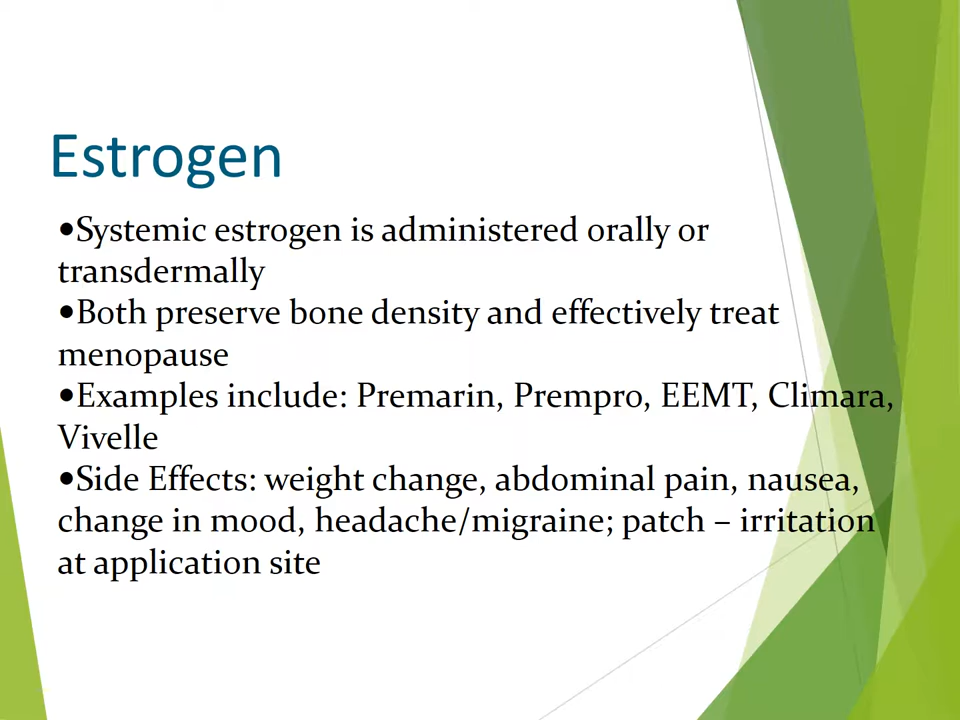 Estrogen
•Systemic estrogen is administered orally or
transdermally
•Both preserve bone density and effectively treat
menopause
•Examples include: Premarin, Prempro, EEMT, Climara,
Vivelle
•Side Effects: weight change, abdominal pain, nausea,
change in mood, headache/migraine; patch – irritation
at application site